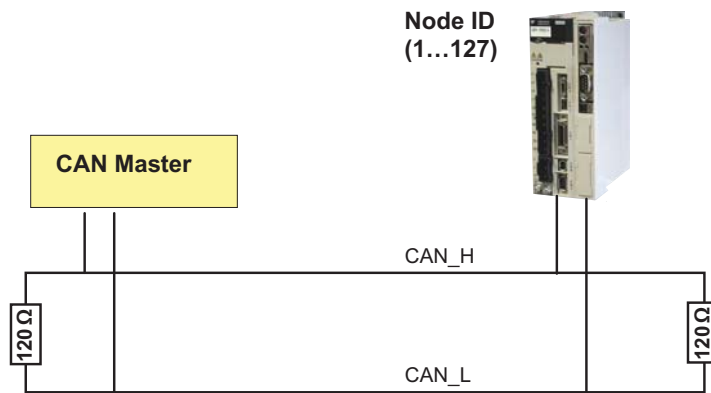 Node ID
(1…127)
CAN Master
CAN_H
120 Ω
120 Ω
CAN_L